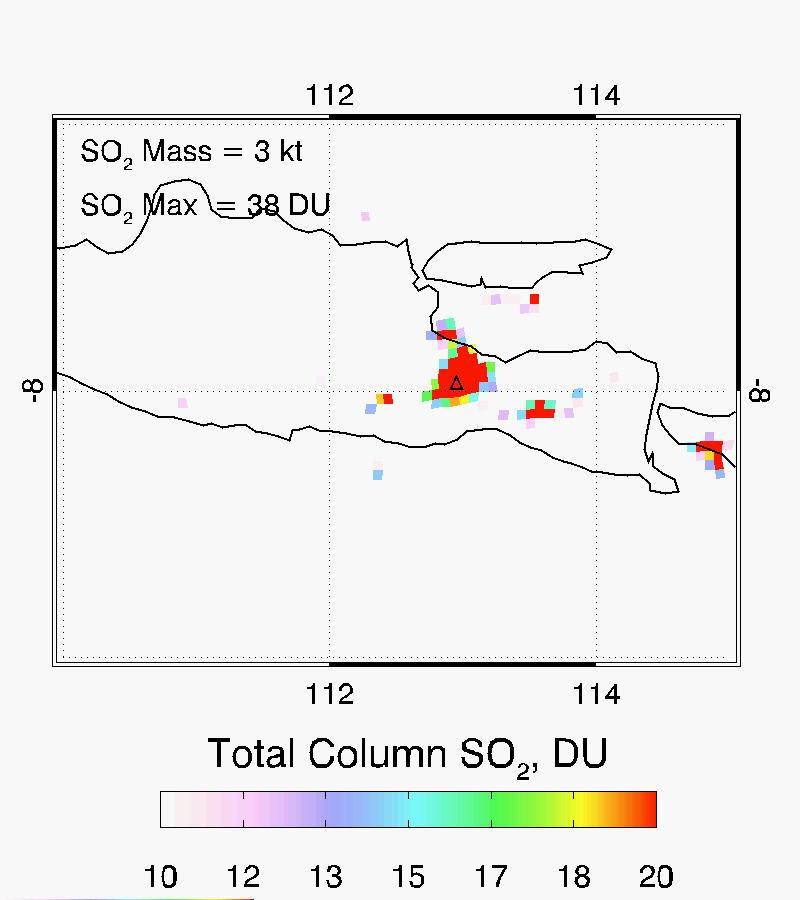 112 114
SO₂ Mass = 3 kt
SO₂ Max = 38 DU
-8 -8
112 114
Total Column SO₂, DU
10 12 13 15 17 18 20